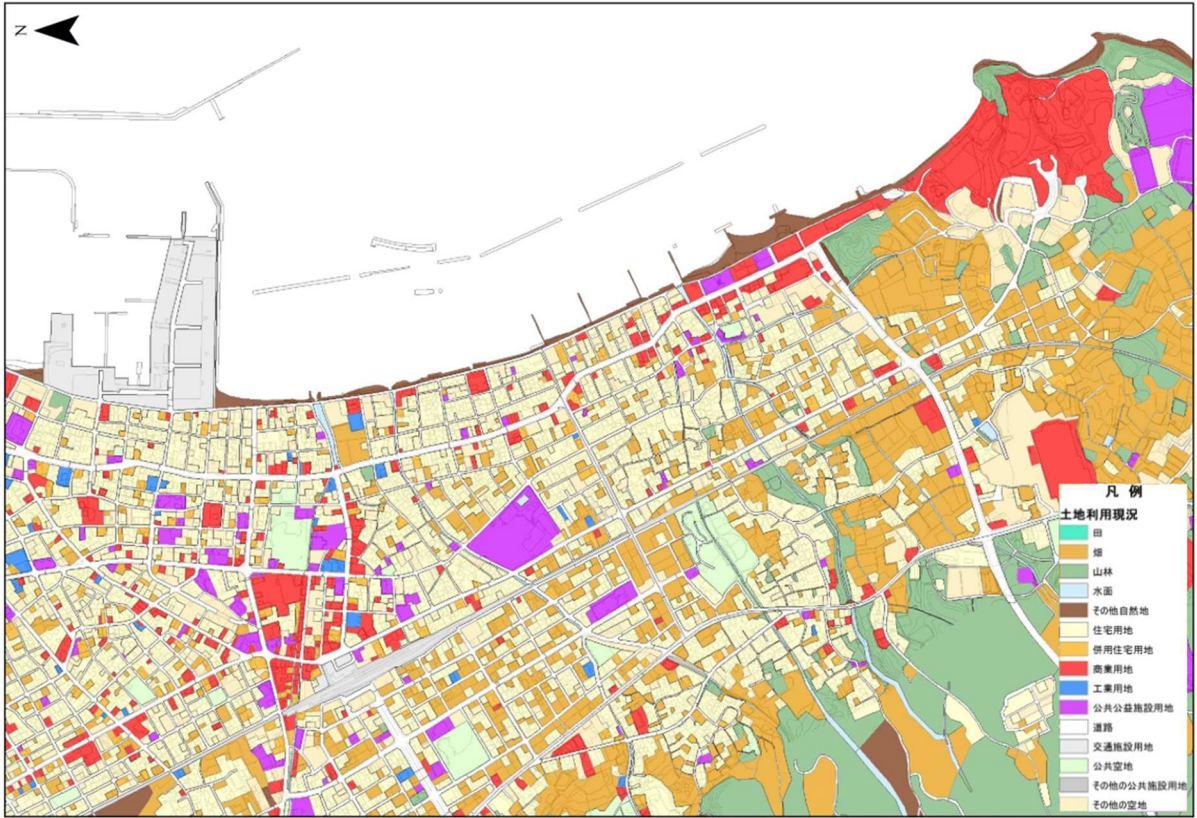 N
凡 例
土地利用現況
田
畑
山林
水面
その他自然地
住宅用地
併用住宅用地
商業用地
工業用地
公共公益施設用地
道路
交通施設用地
公共空地
その他の公共施設用地
その他の空地